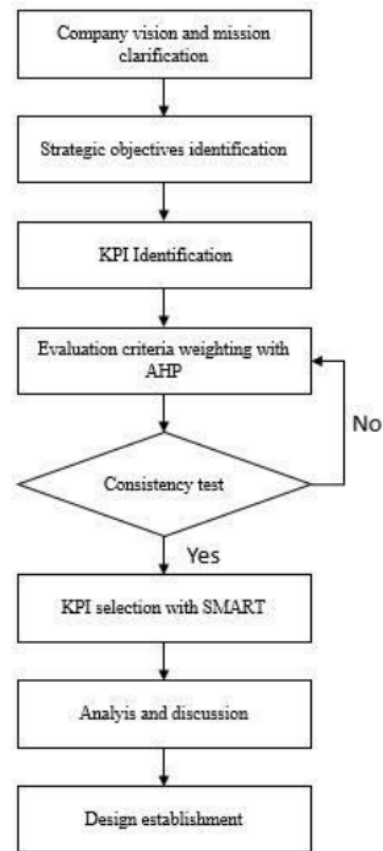 Company vision and mission
clarification
Strategic objectives identification
KPI Identification
Evaluation criteria weighting with
AHP
No
Consistency test
Yes
KPI selection with SMART
Analyis and discussion
Design establishment